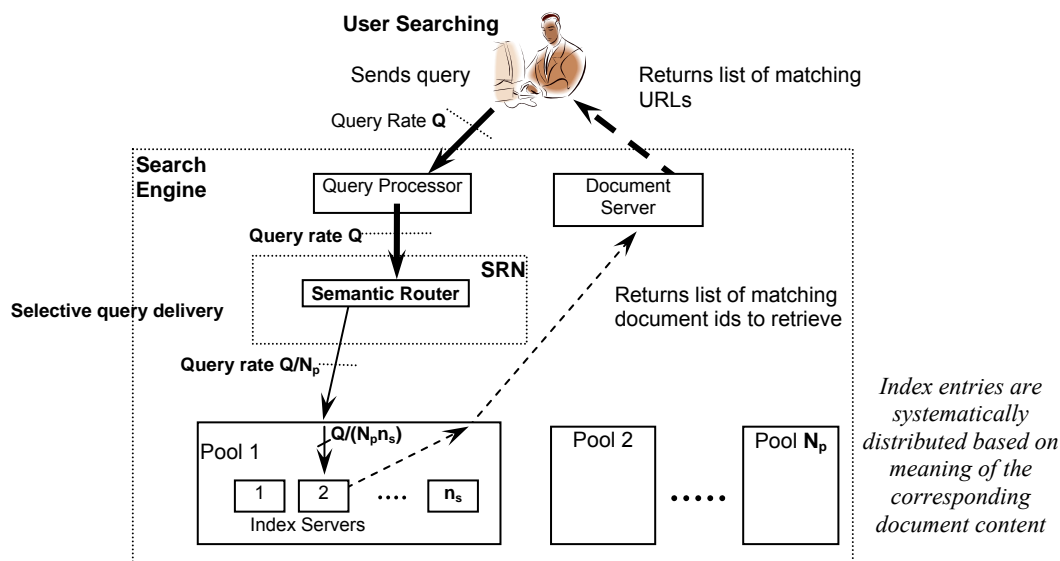 User Searching
Sends query
Returns list of matching
URLs
Query Rate Q
Search
Engine
Query Processor
Document
Server
Query rate Q
SRN
Semantic Router
Selective query delivery
Returns list of matching
document ids to retrieve
Query rate Q/Np
Index entries are
systematically
distributed based on
meaning of the
corresponding
document content
Q/(Npns)
Pool 1
Pool 2
Pool Np
1
2
....
ns
.....
Index Servers